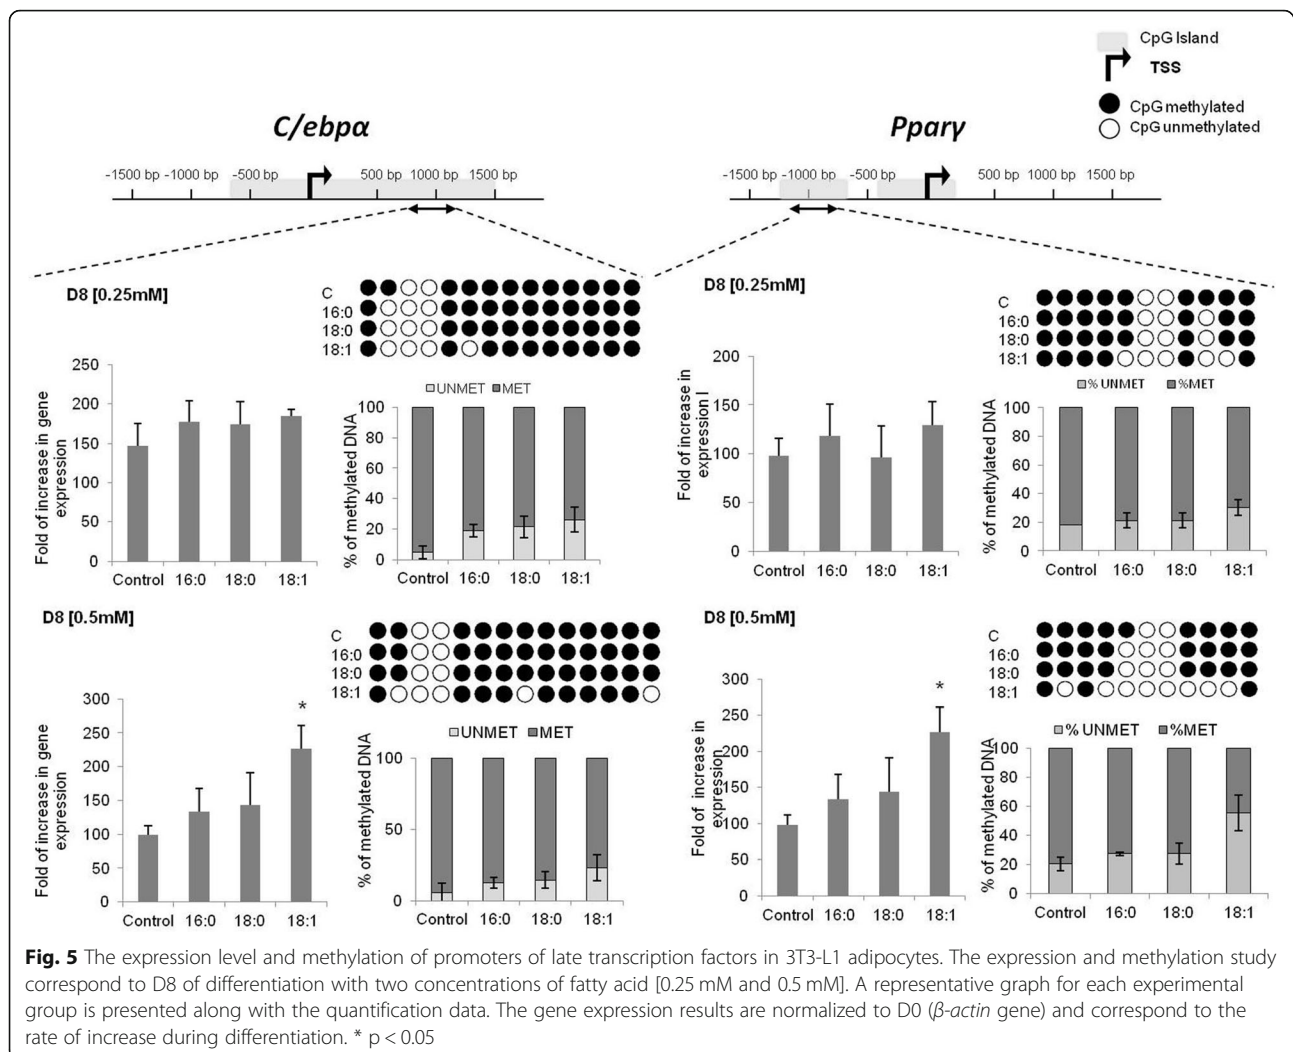 CpG Island
TSS
CpG methylated
CpG unmethylated
C/ebpα
-1500 bp -1000 bp -500 bp 500 bp 1000 bp 1500 bp
Pparγ
-1500 bp -1000 bp -500 bp 500 bp 1000 bp 1500 bp
D8 [0.25mM]
C
16:0
18:0
18:1
Fold of increase in gene
expression
250
200
150
100
50
0
Control 16:0 18:0 18:1
UNMET MET
% of methylated DNA
100
80
60
40
20
0
Control 16:0 18:0 18:1
D8 [0.25mM]
C
16:0
18:0
18:1
Fold of increase in
expression l
200
150
100
50
0
Control 16:0 18:0 18:1
% UNMET %MET
% of methylated DNA
100
80
60
40
20
0
Control 16:0 18:0 18:1
D8 [0.5mM]
C
16:0
18:0
18:1
Fold of increase in gene
expression
300
250
200
150
100
50
0
*
Control 16:0 18:0 18:1
UNMET MET
% of methylated DNA
100
50
0
Control 16:0 18:0 18:1
D8 [0.5mM]
C
16:0
18:0
18:1
Fold of increase in
expression
300
250
200
150
100
50
0
*
Control 16:0 18:0 18:1
% UNMET %MET
% of methylated DNA
100
80
60
40
20
0
Control 16:0 18:0 18:1
Fig. 5 The expression level and methylation of promoters of late transcription factors in 3T3-L1 adipocytes. The expression and methylation study
correspond to D8 of differentiation with two concentrations of fatty acid [0.25 mM and 0.5 mM]. A representative graph for each experimental
group is presented along with the quantification data. The gene expression results are normalized to D0 (β-actin gene) and correspond to the
rate of increase during differentiation. * p < 0.05